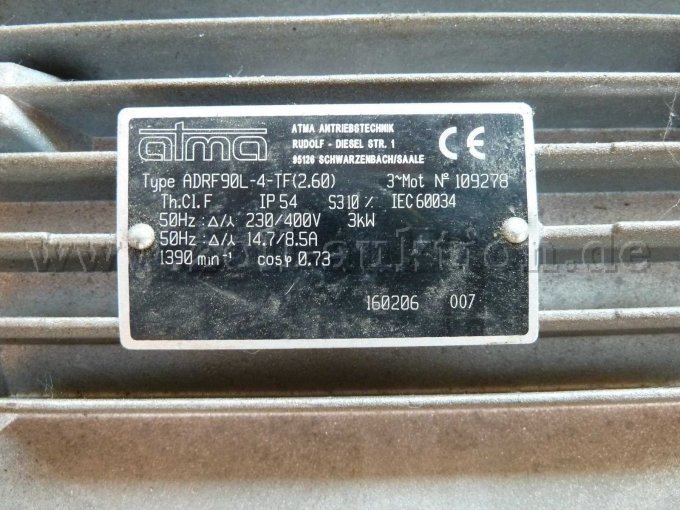 atma
ATMA ANTRIEBSTECHNIK
RUDOLF - DIESEL STR. 1
95126 SCHWARZENBACH/SAALE
CE
Type ADRF90L-4-TF(2.60) 3~Mot Nº 109278
Th.Cl.F IP 54 S3 10 % IEC 60034
50Hz : Δ/⅄ 230/400V 3kW
50Hz : Δ/⅄ 14.7/8.5A
1390 min⁻¹ cosφ 0.73
160206 007